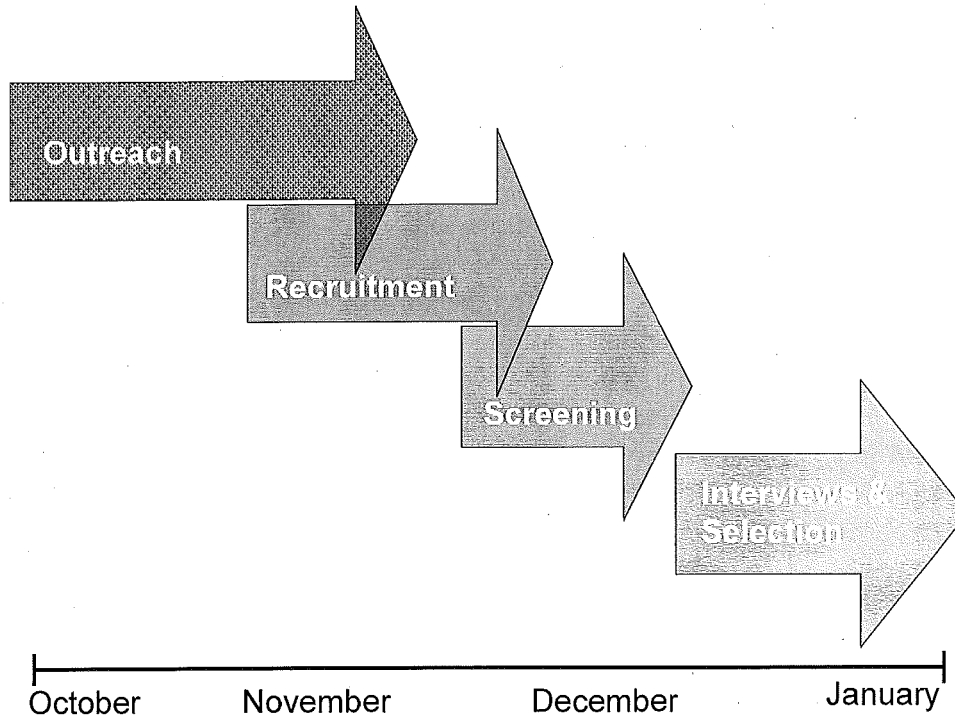 Outreach
Recruitment
Screening
Interviews &
Selection
October
November
December
January